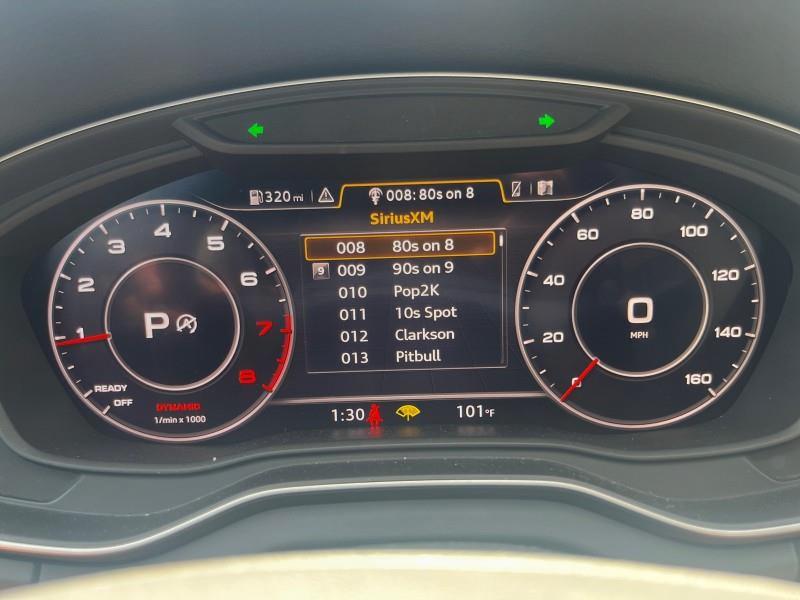 320 mi
008: 80s on 8
SiriusXM
008 80s on 8
9 009 90s on 9
010 Pop2K
011 10s Spot
012 Clarkson
013 Pitbull
1 2 3 4 5 6 7 8
P A
READY
OFF
DYNAMIC
1/min x 1000
0 20 40 60 80 100 120 140 160
0
MPH
1:30
101°F